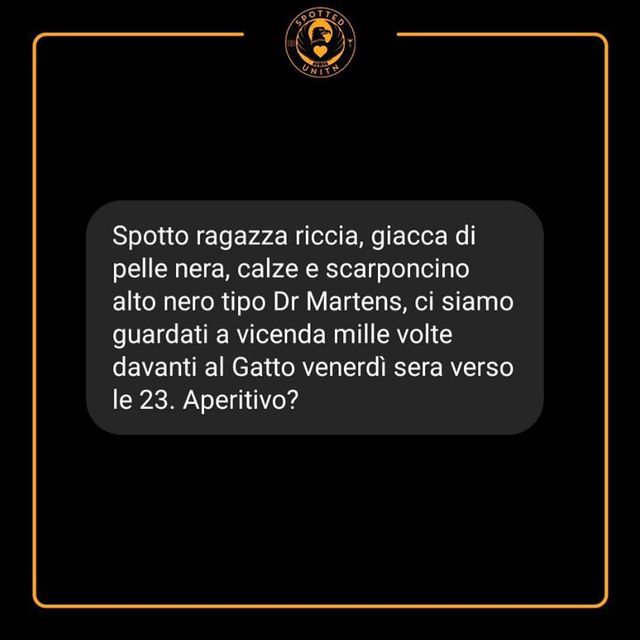 SPOTTED
UNITN
Spotto ragazza riccia, giacca di
pelle nera, calze e scarponcino
alto nero tipo Dr Martens, ci siamo
guardati a vicenda mille volte
davanti al Gatto venerdì sera verso
le 23. Aperitivo?